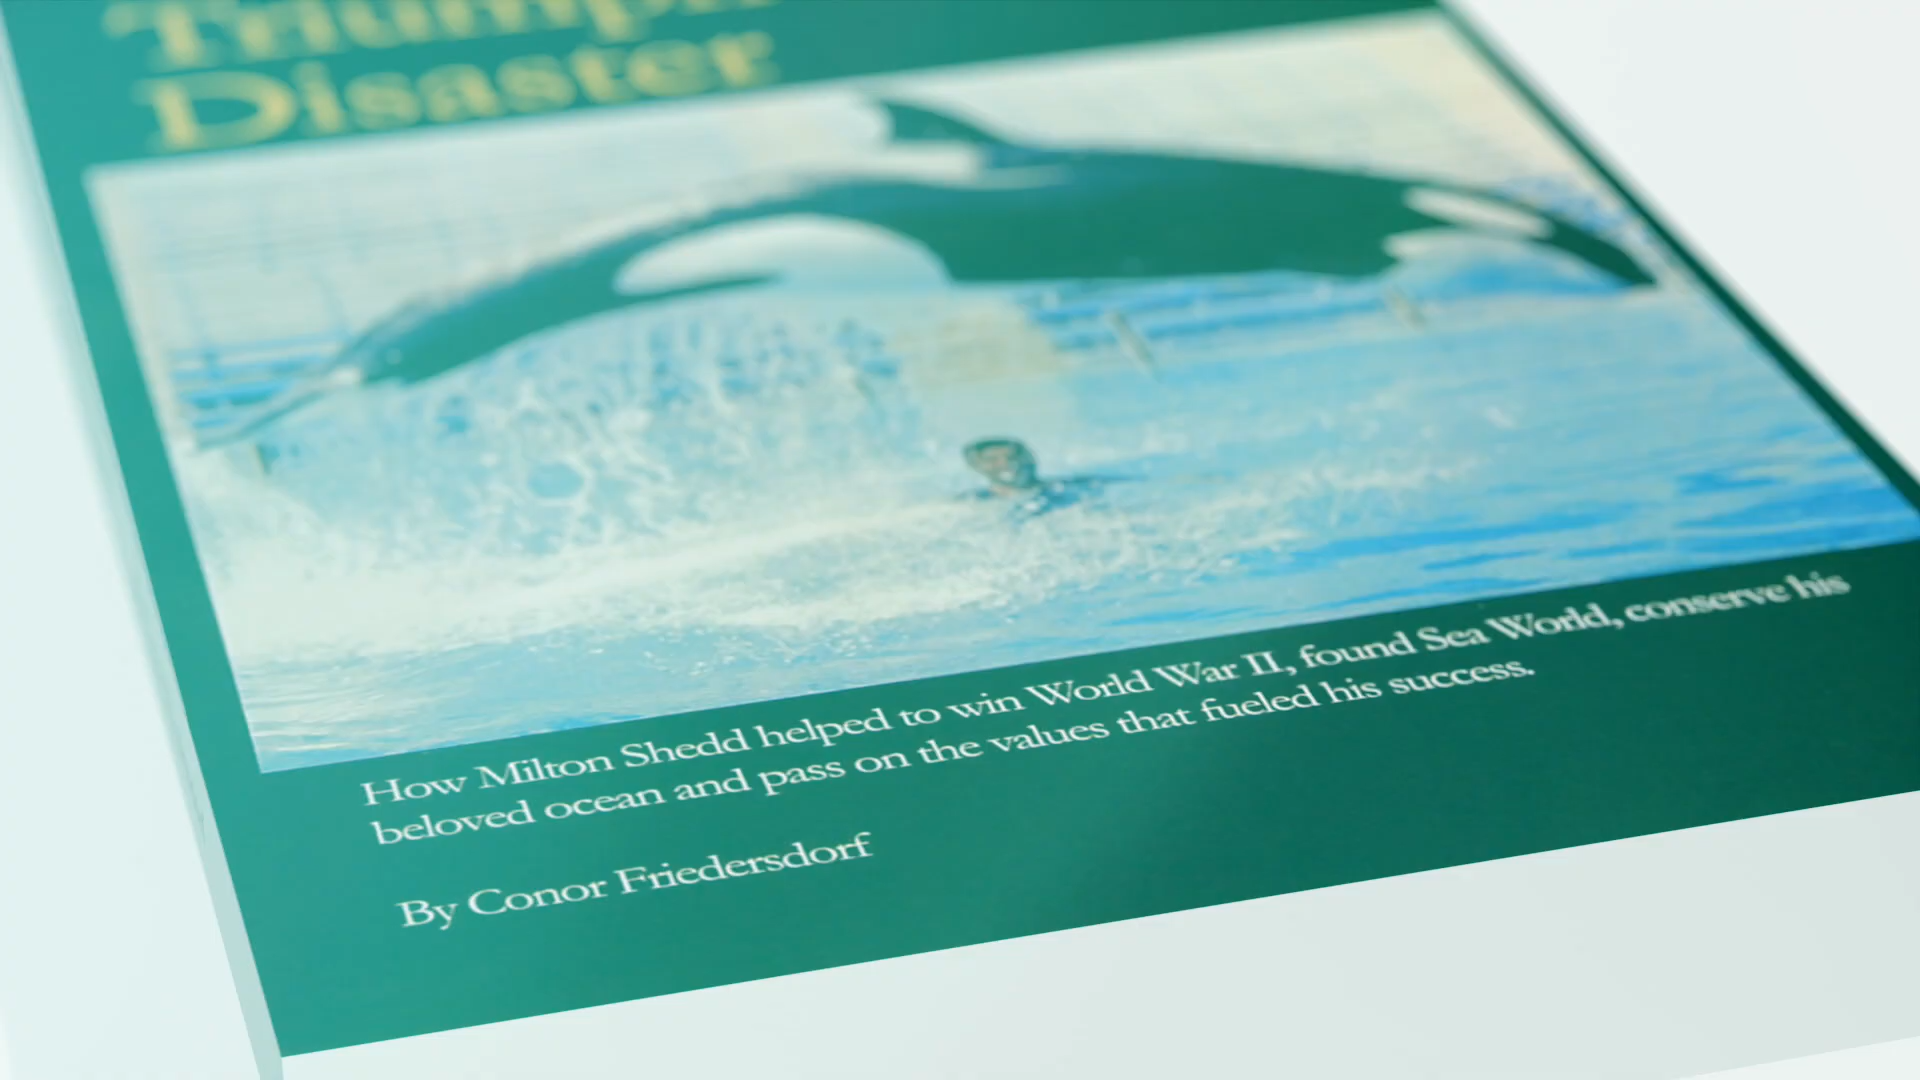 Disaster
How Milton Shedd helped to win World War II, found Sea World, conserve his
beloved ocean and pass on the values that fueled his success.
By Conor Friedersdorf